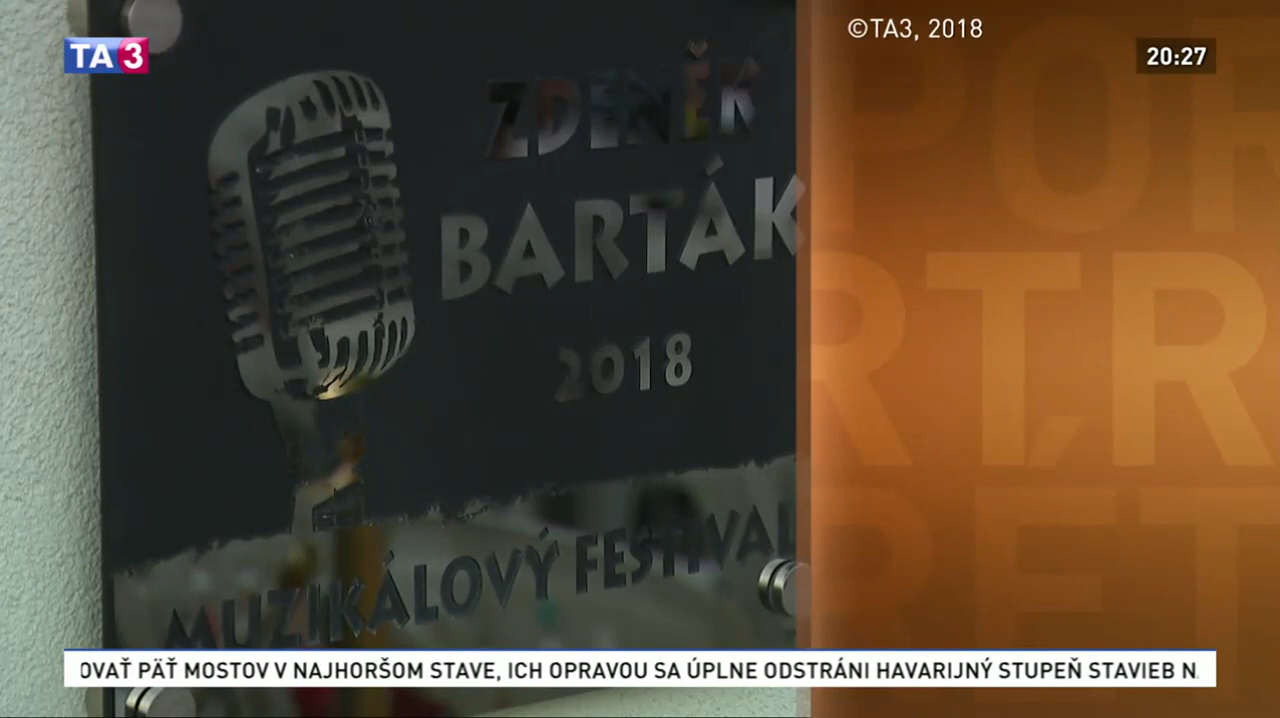 TA3
©TA3, 2018
20:27
ZDENĚK
BARTÁK
2018
MUZIKÁLOVÝ FESTIVAL
PORTRÉT
OVAŤ PÄŤ MOSTOV V NAJHORŠOM STAVE, ICH OPRAVOU SA ÚPLNE ODSTRÁNI HAVARIJNÝ STUPEŇ STAVIEB N